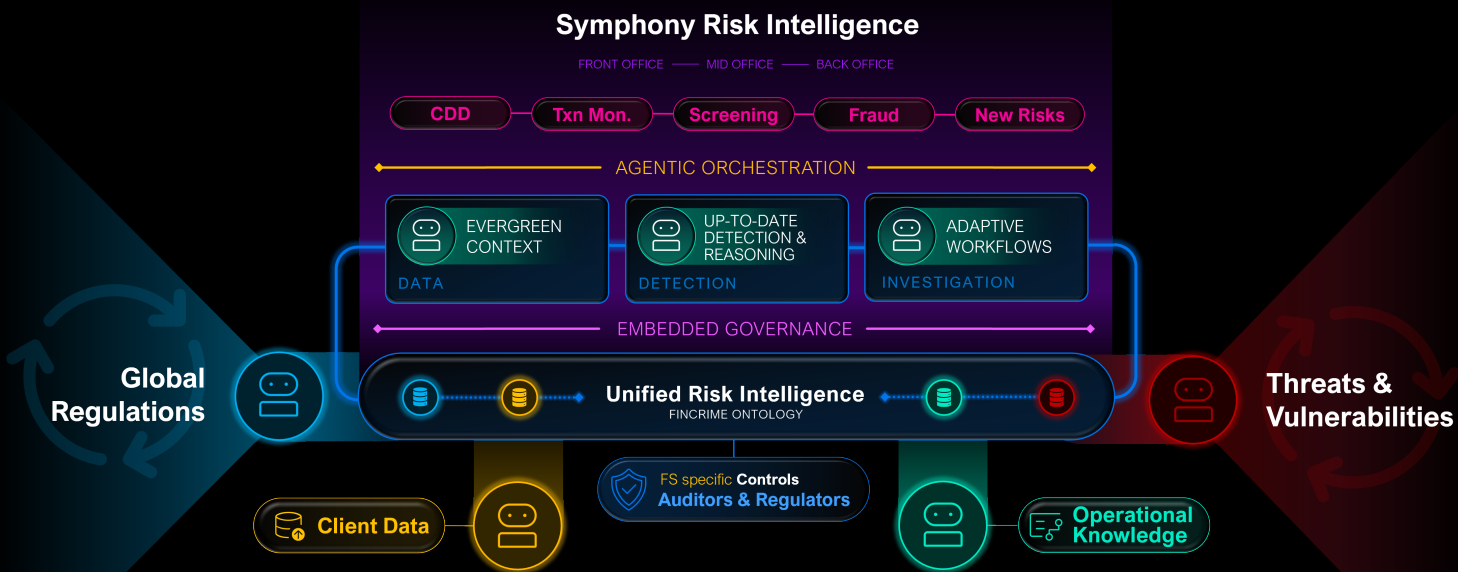 Symphony Risk Intelligence
FRONT OFFICE MID OFFICE BACK OFFICE
CDD Txn Mon. Screening Fraud New Risks
AGENTIC ORCHESTRATION
EVERGREEN
CONTEXT
DATA
UP-TO-DATE
DETECTION &
REASONING
DETECTION
ADAPTIVE
WORKFLOWS
INVESTIGATION
EMBEDDED GOVERNANCE
Global
Regulations
Unified Risk Intelligence
FINCRIME ONTOLOGY
Threats &
Vulnerabilities
FS specific Controls
Auditors & Regulators
Client Data
Operational
Knowledge